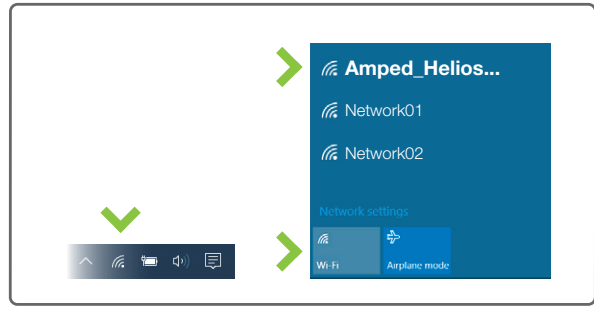 Amped_Helios...
Network01
Network02
Network settings
Wi-Fi
Airplane mode